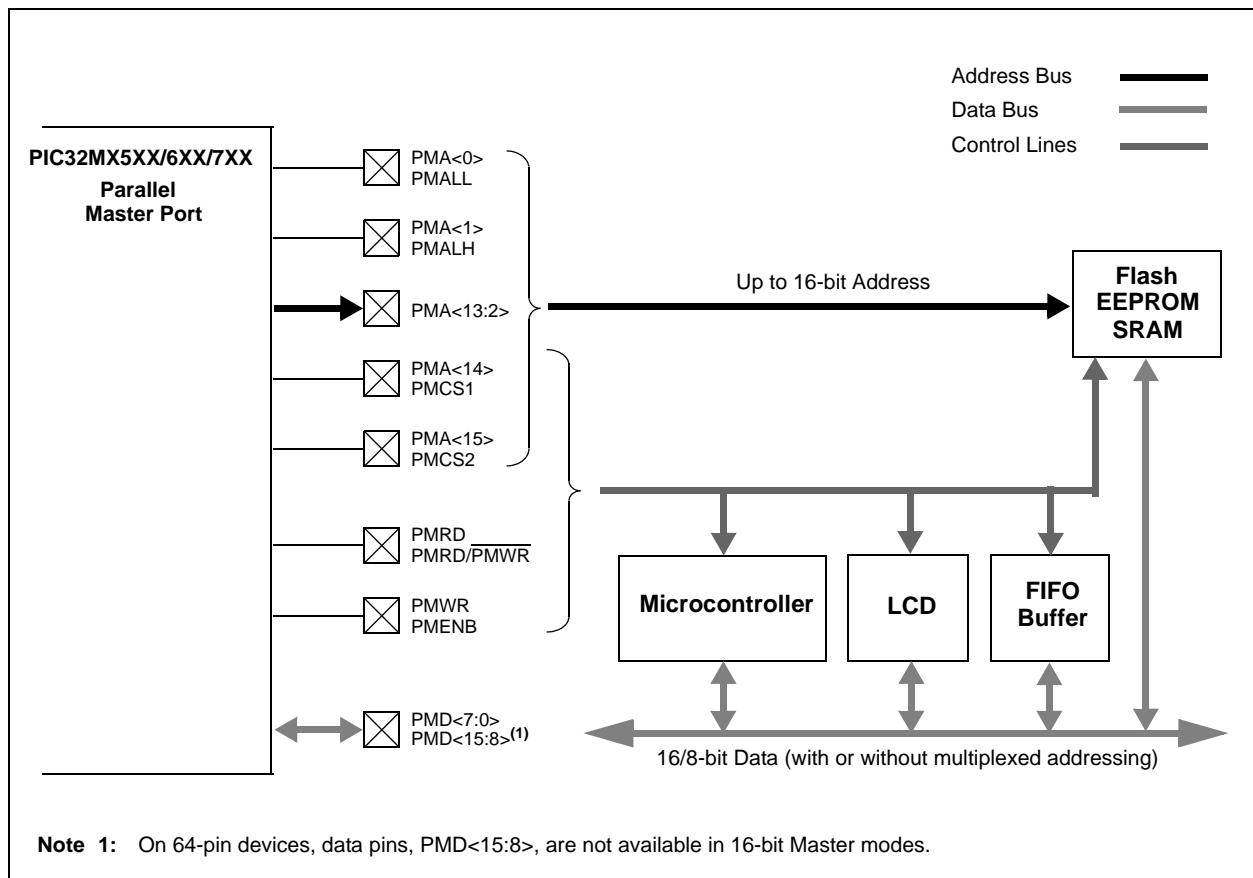 Address Bus
Data Bus
Control Lines
PIC32MX5XX/6XX/7XX
Parallel
Master Port
PMA<0>
PMALL
PMA<1>
PMALH
PMA<13:2>
PMA<14>
PMCS1
PMA<15>
PMCS2
PMRD
PMRD/PMWR
PMWR
PMENB
PMD<7:0>
PMD<15:8>(1)
Up to 16-bit Address
Flash
EEPROM
SRAM
Microcontroller
LCD
FIFO
Buffer
16/8-bit Data (with or without multiplexed addressing)
Note 1: On 64-pin devices, data pins, PMD<15:8>, are not available in 16-bit Master modes.